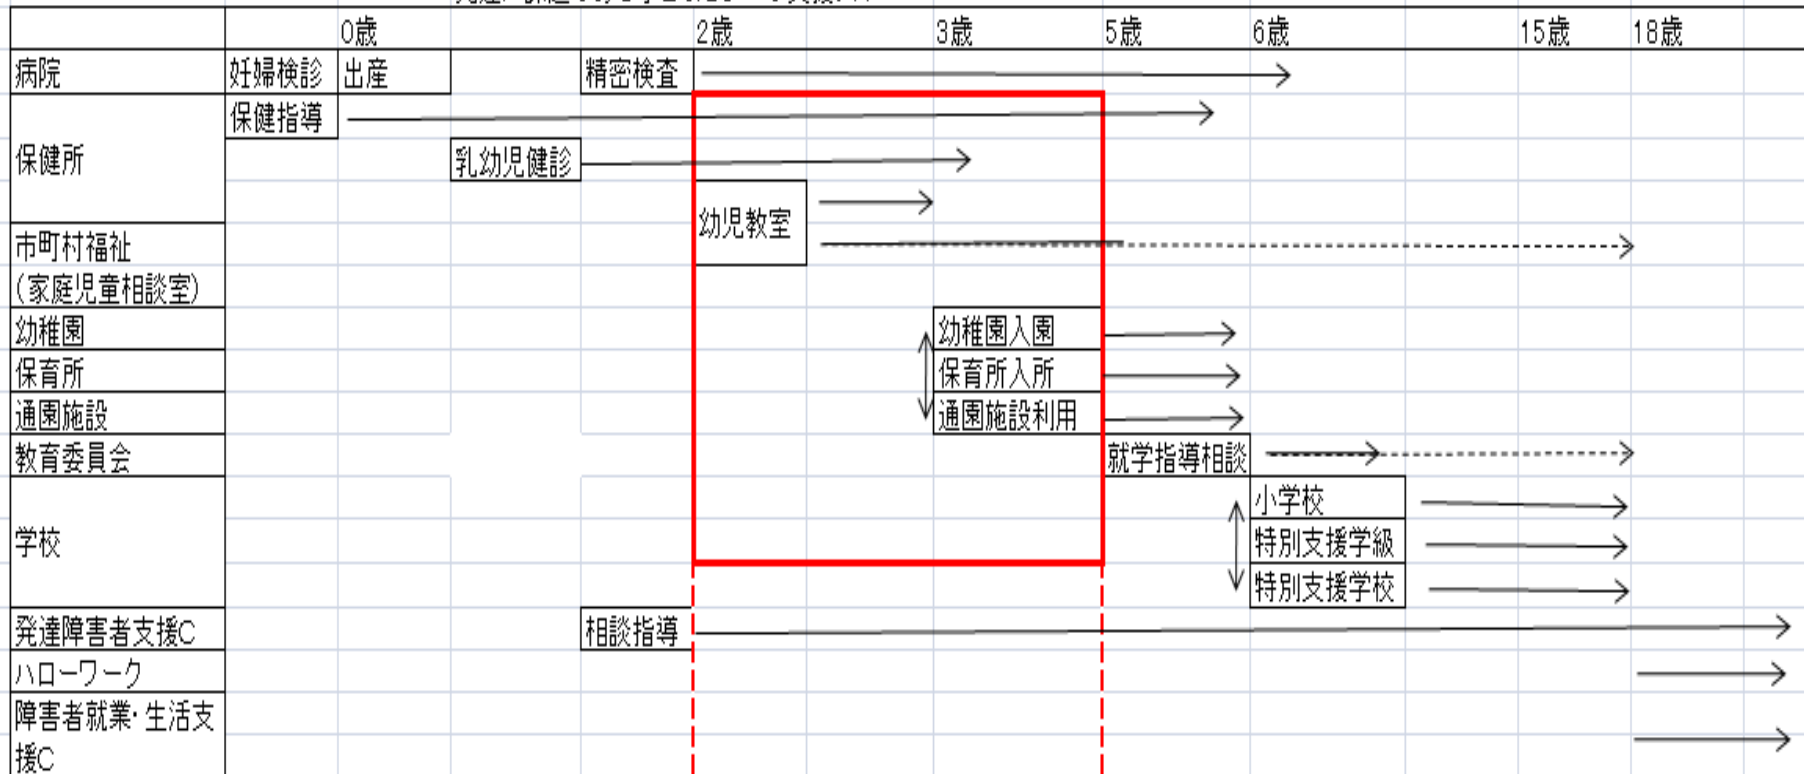 0歳 2歳 3歳 5歳 6歳 15歳 18歳
病院 妊婦検診 出産 精密検査
保健所 保健指導
乳幼児健診
幼児教室
市町村福祉
(家庭児童相談室)
幼稚園 幼稚園入園
保育所 保育所入所
通園施設 通園施設利用
教育委員会 就学指導相談
学校 小学校
特別支援学級
特別支援学校
発達障害者支援C 相談指導
ハローワーク
障害者就業・生活支
援C